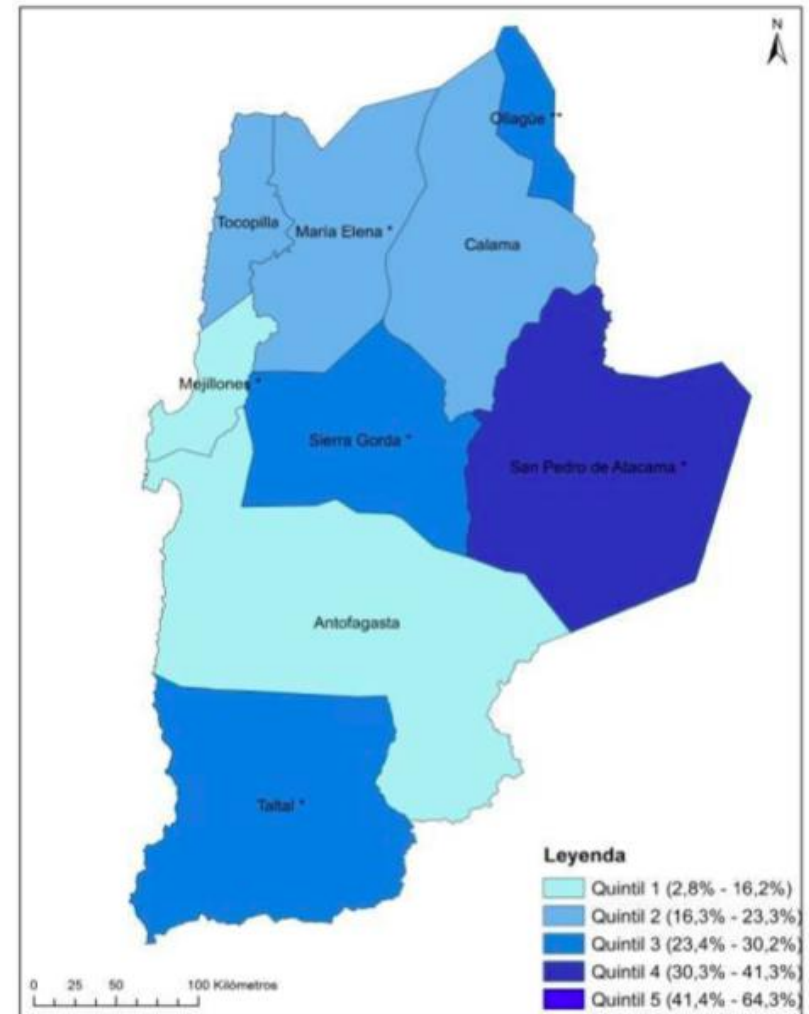 N
Ollagüe **
Tocopilla
María Elena *
Calama
Mejillones *
Sierra Gorda *
San Pedro de Atacama *
Antofagasta
Taltal *
Leyenda
Quintil 1 (2,8% - 16,2%)
Quintil 2 (16,3% - 23,3%)
Quintil 3 (23,4% - 30,2%)
Quintil 4 (30,3% - 41,3%)
Quintil 5 (41,4% - 64,3%)
0 25 50 100 Kilómetros